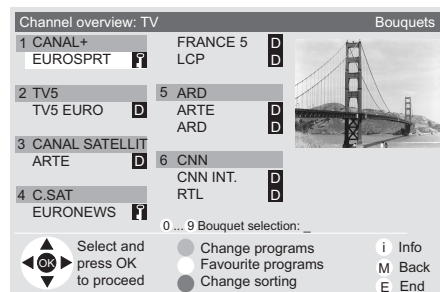 Channel overview: TV Bouquets
1 CANAL+
EUROSPRT
2 TV5
TV5 EURO D
3 CANAL SATELLIT
ARTE D
4 C.SAT
EURONEWS
FRANCE 5 D
LCP D
5 ARD
ARTE D
ARD D
6 CNN
CNN INT. D
RTL D
0 ... 9 Bouquet selection: _
OK
Select and
press OK
to proceed
Change programs
Favourite programs
Change sorting
i Info
M Back
E End